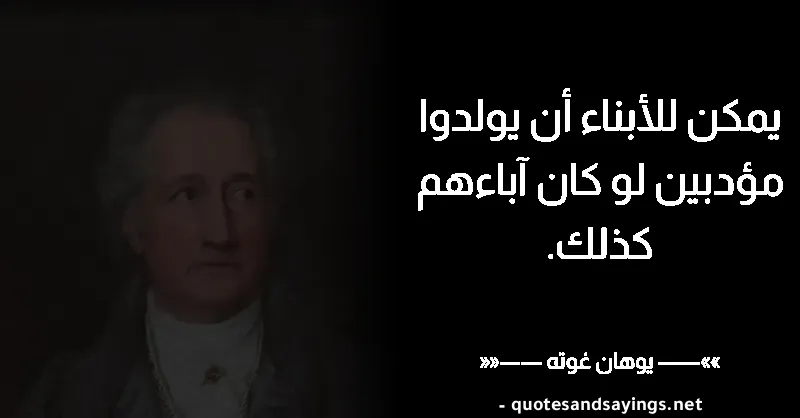 يمكن للأبناء أن يولدوا
مؤدبين لو كان آباءهم
كذلك.
»»—— يوهان غوته ——««
- quotesandsayings.net